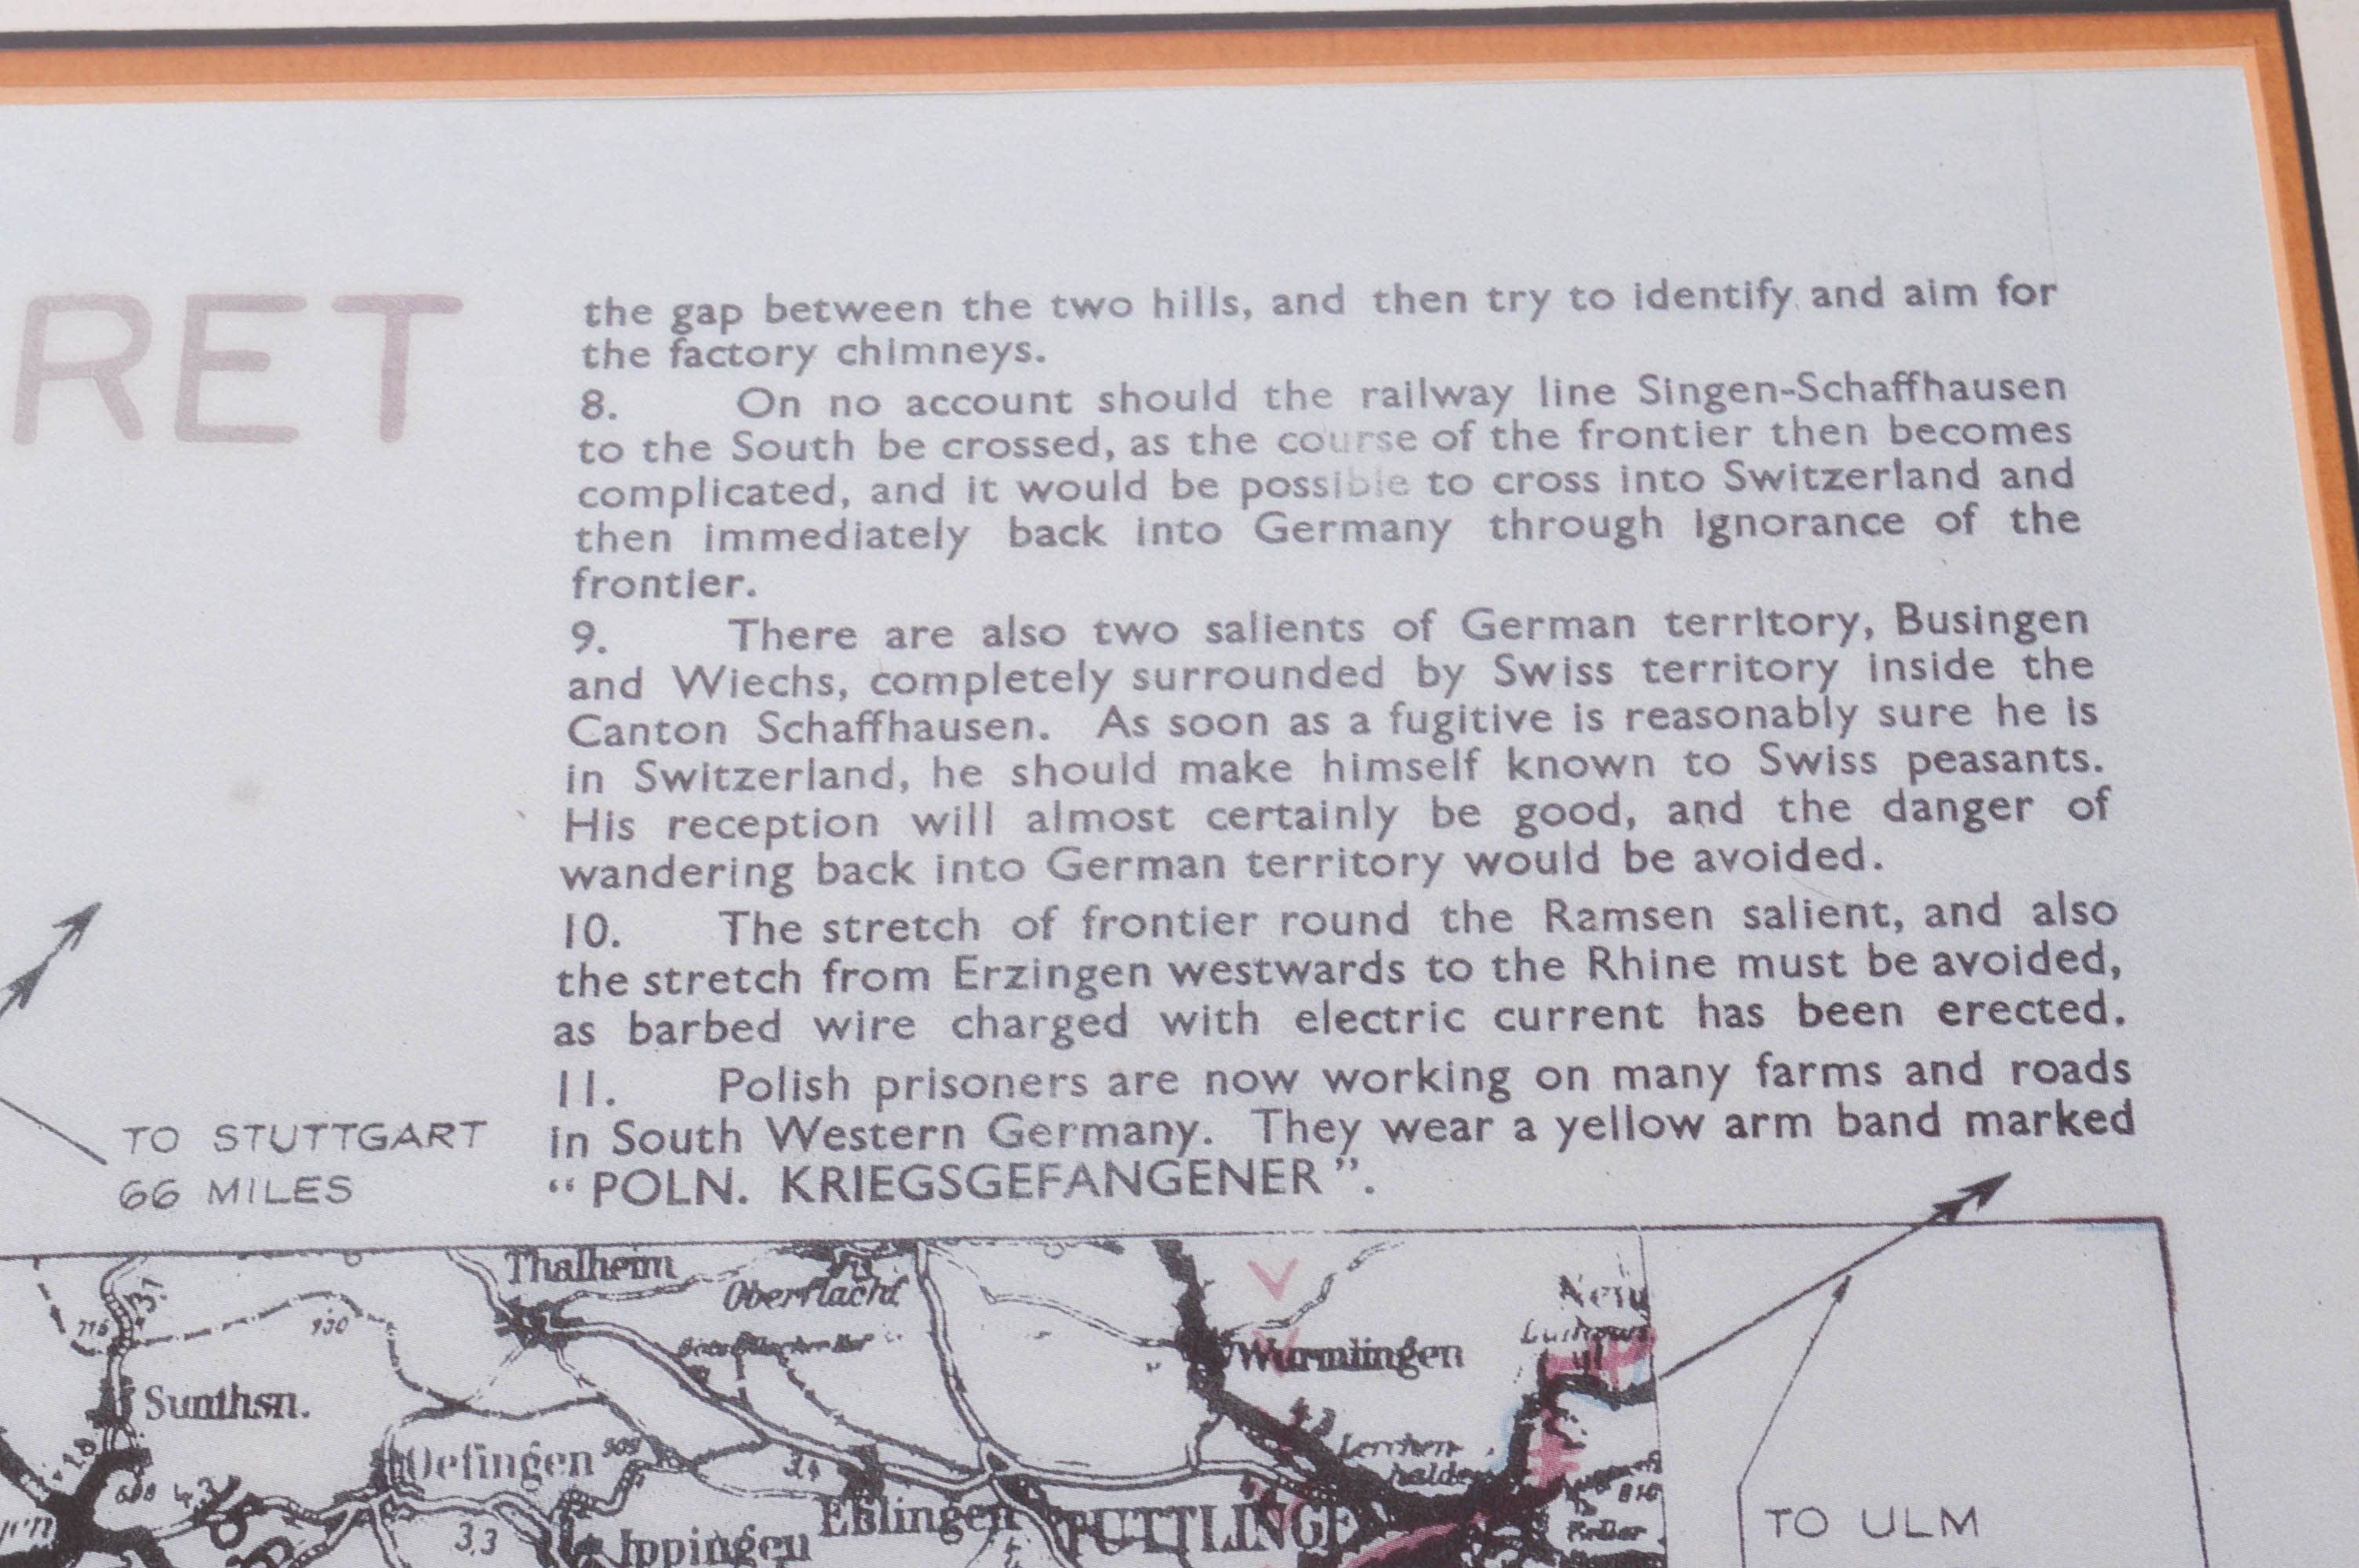 RET
the gap between the two hills, and then try to identify and aim for
the factory chimneys.
8. On no account should the railway line Singen-Schaffhausen
to the South be crossed, as the course of the frontier then becomes
complicated, and it would be possible to cross into Switzerland and
then immediately back into Germany through ignorance of the
frontier.
9. There are also two salients of German territory, Busingen
and Wiechs, completely surrounded by Swiss territory inside the
Canton Schaffhausen. As soon as a fugitive is reasonably sure he is
in Switzerland, he should make himself known to Swiss peasants.
His reception will almost certainly be good, and the danger of
wandering back into German territory would be avoided.
10. The stretch of frontier round the Ramsen salient, and also
the stretch from Erzingen westwards to the Rhine must be avoided,
as barbed wire charged with electric current has been erected.
11. Polish prisoners are now working on many farms and roads
in South Western Germany. They wear a yellow arm band marked
“POLN. KRIEGSGEFANGENER”.
TO STUTTGART
66 MILES
Thalheim
Oberflacht
Wurmlingen
Sunthsn.
Oefingen
3,4
Eßlingen
TUTTLINGE
3,3
Ippingen
TO ULM